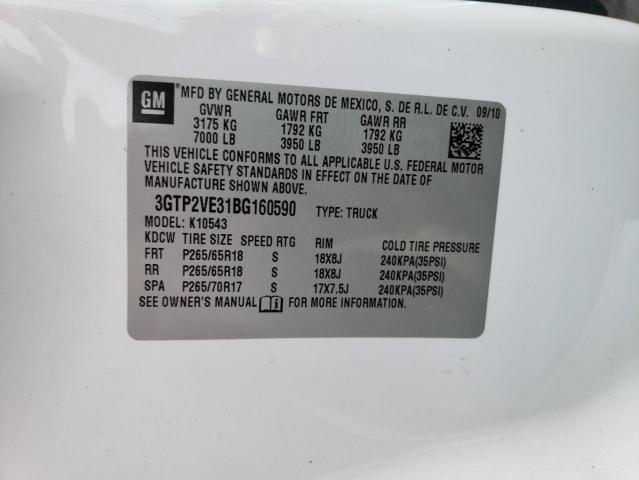 GM *MFD BY GENERAL MOTORS DE MEXICO, S. DE R.L. DE C.V. 09/10
GVWR GAWR FRT GAWR RR
3175 KG 1792 KG 1792 KG
7000 LB 3950 LB 3950 LB
THIS VEHICLE CONFORMS TO ALL APPLICABLE U.S. FEDERAL MOTOR
VEHICLE SAFETY STANDARDS IN EFFECT ON THE DATE OF
MANUFACTURE SHOWN ABOVE.
3GTP2VE31BG160590 TYPE: TRUCK
MODEL: K10543
KDCW TIRE SIZE SPEED RTG RIM COLD TIRE PRESSURE
FRT P265/65R18 S 18X8J 240KPA(35PSI)
RR P265/65R18 S 18X8J 240KPA(35PSI)
SPA P265/70R17 S 17X7.5J 240KPA(35PSI)
SEE OWNER'S MANUAL FOR ADDITIONAL INFORMATION.